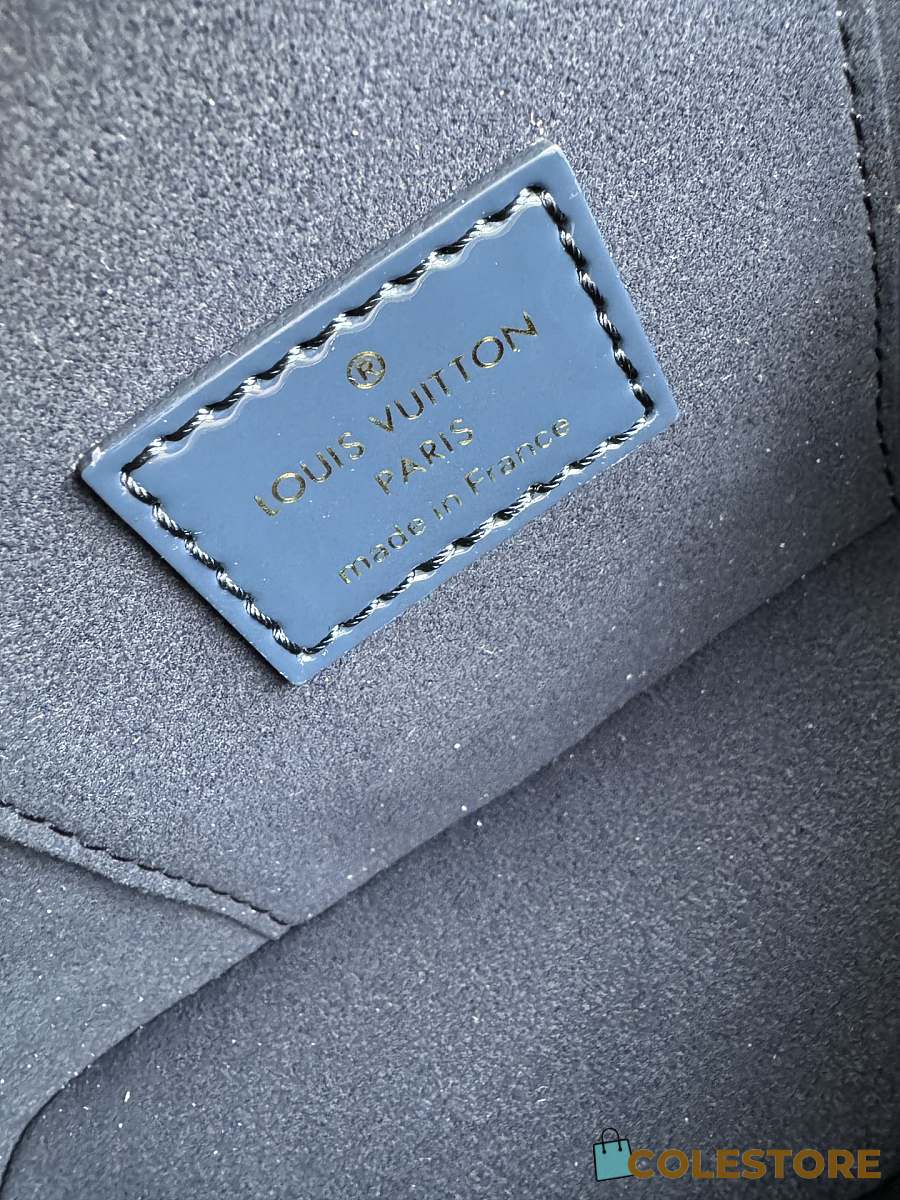 ®
LOUIS VUITTON
PARIS
made in France
COLESTORE